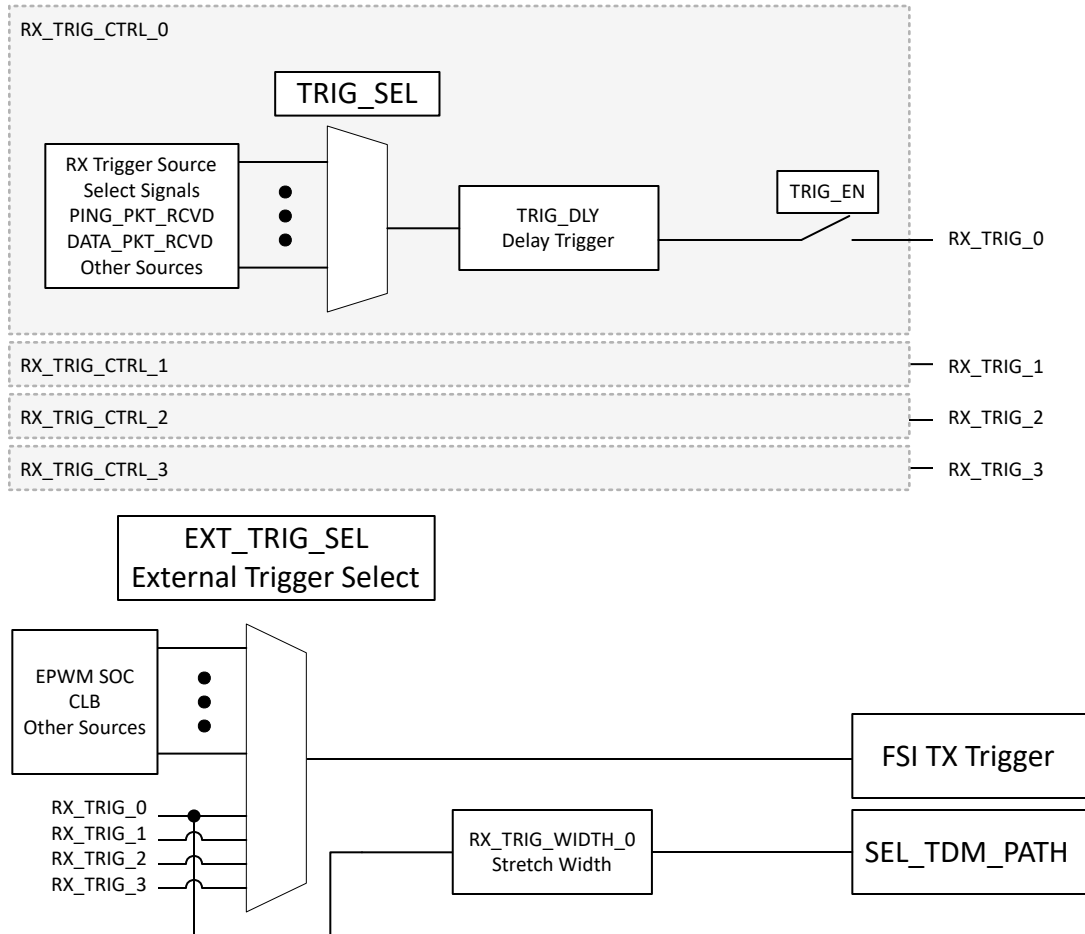 RX_TRIG_CTRL_0
TRIG_SEL
RX Trigger Source
Select Signals
PING_PKT_RCVD
DATA_PKT_RCVD
Other Sources
TRIG_DLY
Delay Trigger
TRIG_EN
RX_TRIG_0
RX_TRIG_CTRL_1
RX_TRIG_1
RX_TRIG_CTRL_2
RX_TRIG_2
RX_TRIG_CTRL_3
RX_TRIG_3
EXT_TRIG_SEL
External Trigger Select
EPWM SOC
CLB
Other Sources
FSI TX Trigger
RX_TRIG_0
RX_TRIG_1
RX_TRIG_2
RX_TRIG_3
RX_TRIG_WIDTH_0
Stretch Width
SEL_TDM_PATH